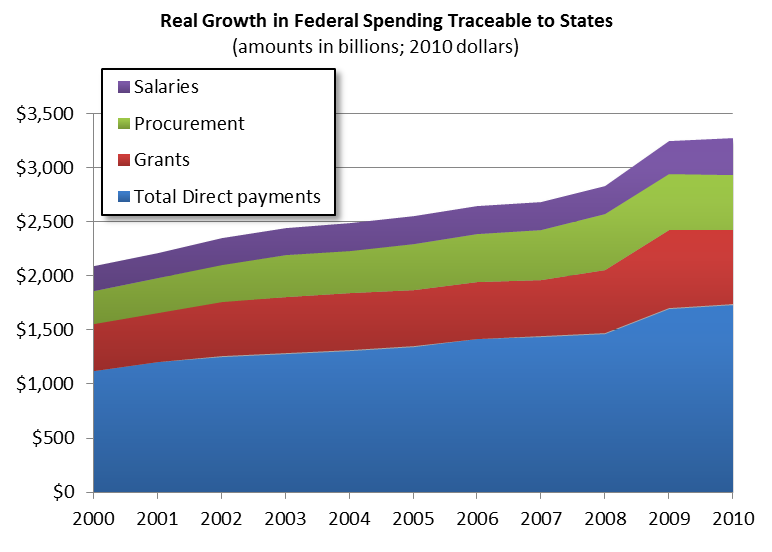 Real Growth in Federal Spending Traceable to States
(amounts in billions; 2010 dollars)
Salaries
Procurement
Grants
Total Direct payments
$3,500
$3,000
$2,500
$2,000
$1,500
$1,000
$500
$0
2000 2001 2002 2003 2004 2005 2006 2007 2008 2009 2010